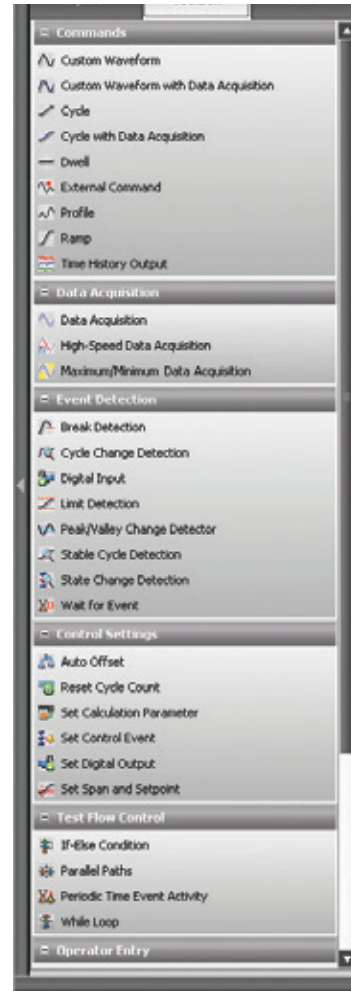 Commands
Custom Waveform
Custom Waveform with Data Acquisition
Cycle
Cycle with Data Acquisition
Dwell
External Command
Profile
Ramp
Time History Output
Data Acquisition
Data Acquisition
High-Speed Data Acquisition
Maximum/Minimum Data Acquisition
Event Detection
Break Detection
Cycle Change Detection
Digital Input
Limit Detection
Peak/Valley Change Detector
Stable Cycle Detection
State Change Detection
Wait for Event
Control Settings
Auto Offset
Reset Cycle Count
Set Calculation Parameter
Set Control Event
Set Digital Output
Set Span and Setpoint
Test Flow Control
If-Else Condition
Parallel Paths
Periodic Time Event Activity
While Loop
Operator Entry